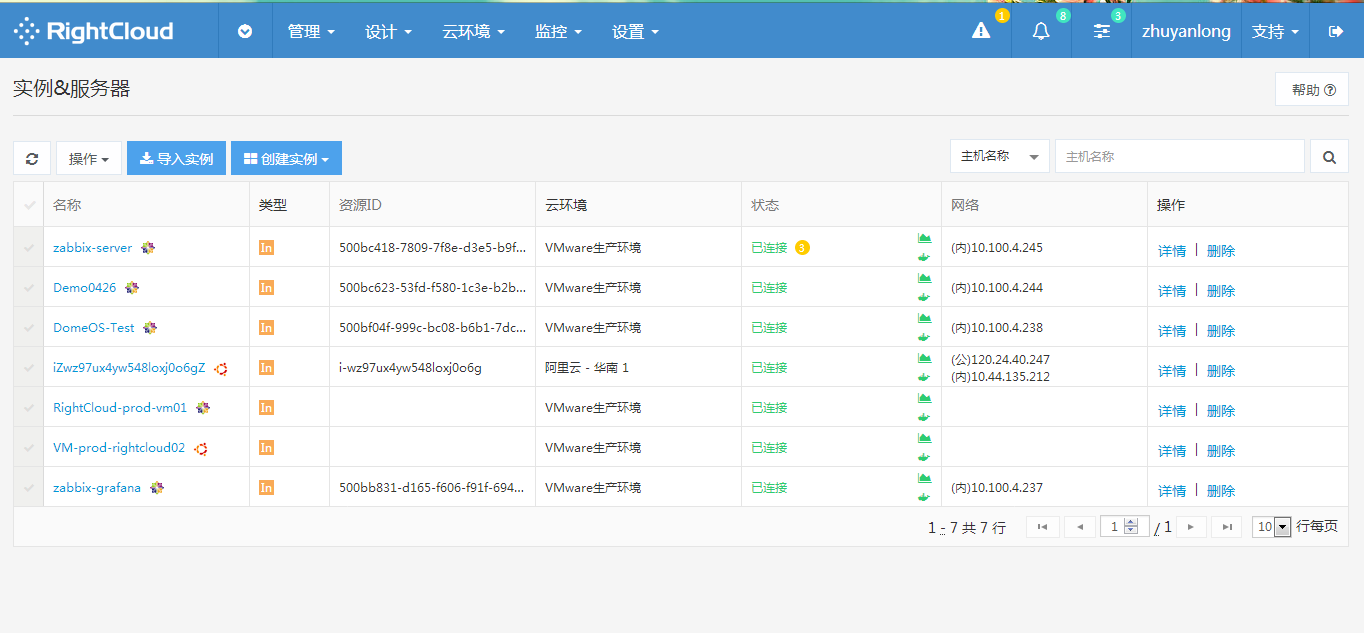 RightCloud 管理 设计 云环境 监控 设置 1 8 3 zhuyanlong 支持
实例&服务器 帮助
操作 导入实例 创建实例 主机名称 主机名称
名称 类型 资源ID 云环境 状态 网络 操作
zabbix-server In 500bc418-7809-7f8e-d3e5-b9f... VMware生产环境 已连接 3 (内)10.100.4.245 详情 | 删除
Demo0426 In 500bc623-53fd-f580-1c3e-b2b... VMware生产环境 已连接 (内)10.100.4.244 详情 | 删除
DomeOS-Test In 500bf04f-999c-bc08-b6b1-7dc... VMware生产环境 已连接 (内)10.100.4.238 详情 | 删除
iZwz97ux4yw548loxj0o6gZ In i-wz97ux4yw548loxj0o6g 阿里云 - 华南 1 已连接 (公)120.24.40.247
(内)10.44.135.212 详情 | 删除
RightCloud-prod-vm01 In VMware生产环境 已连接 详情 | 删除
VM-prod-rightcloud02 In VMware生产环境 已连接 详情 | 删除
zabbix-grafana In 500bb831-d165-f606-f91f-694... VMware生产环境 已连接 (内)10.100.4.237 详情 | 删除
1 - 7 共 7 行 1 / 1 10 行每页